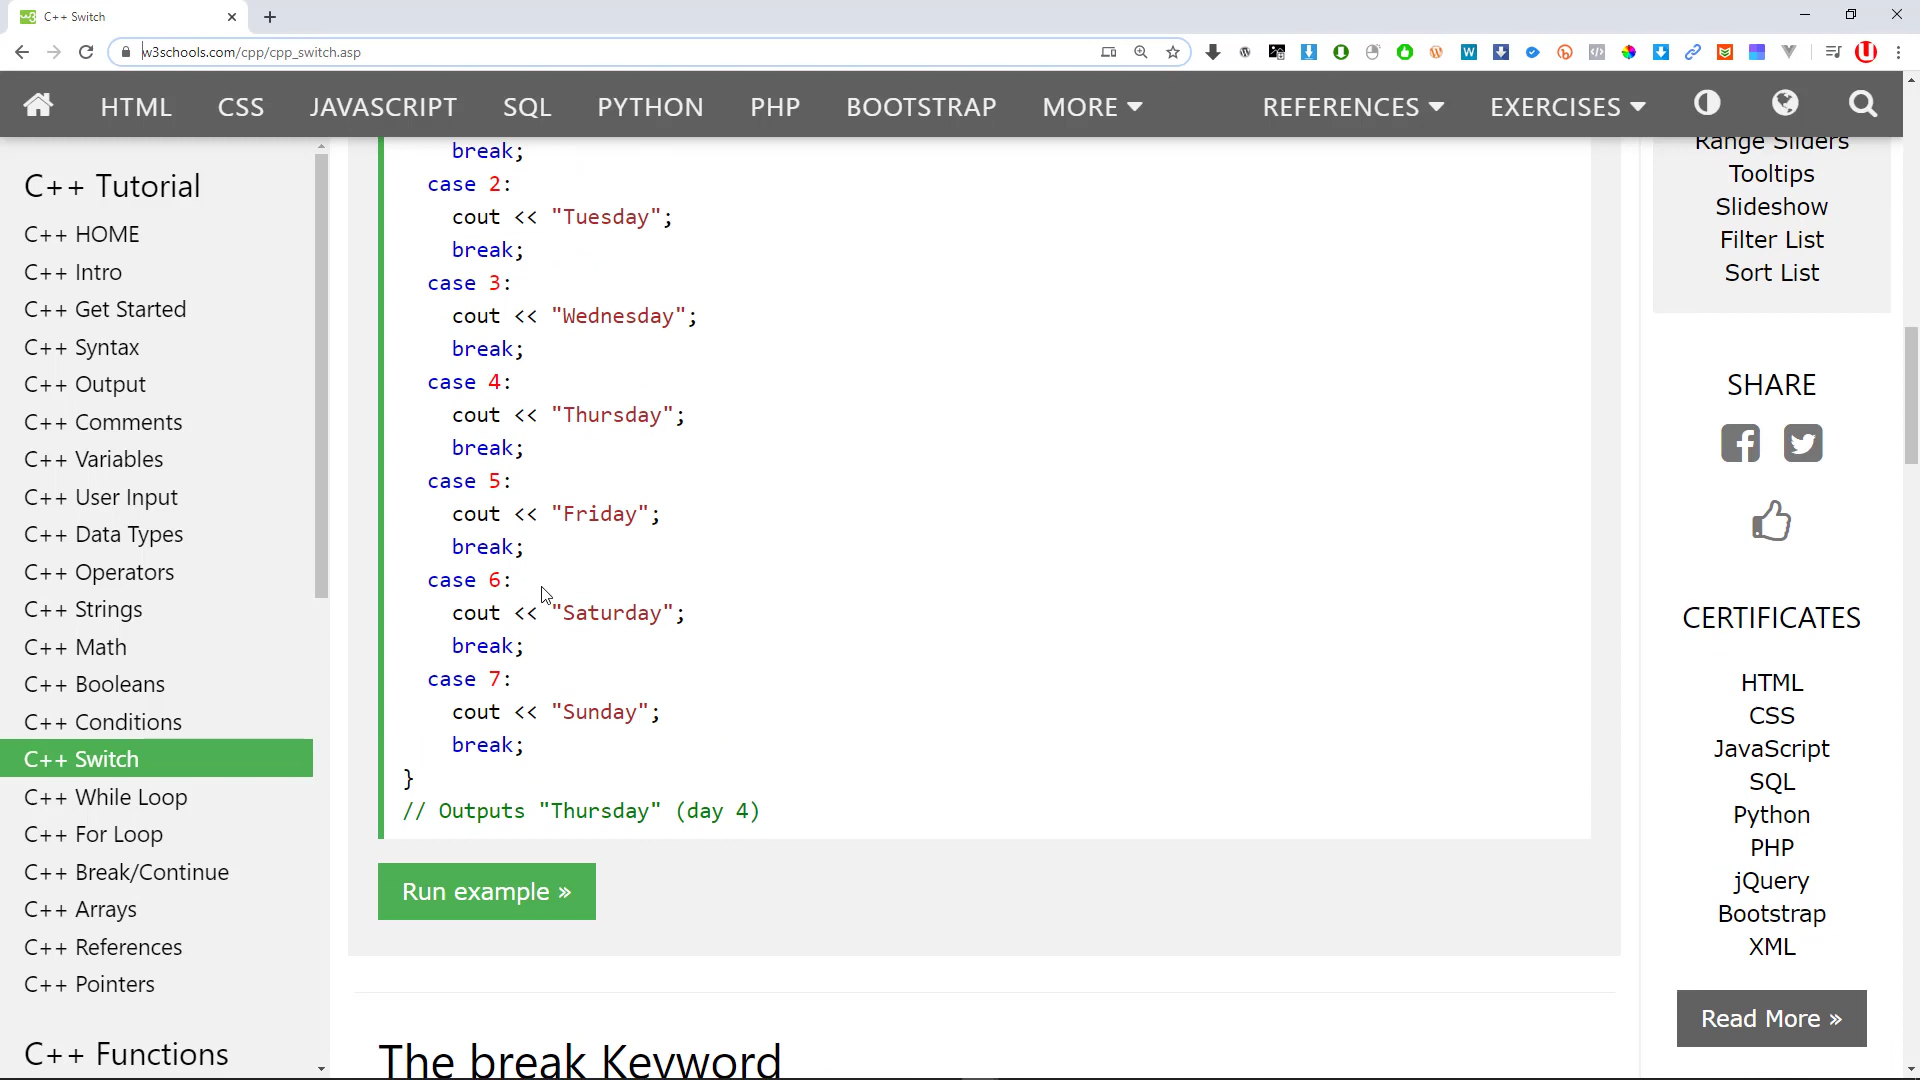 C++ Switch
w3schools.com/cpp/cpp_switch.asp
HTML CSS JAVASCRIPT SQL PYTHON PHP BOOTSTRAP MORE REFERENCES EXERCISES
C++ Tutorial
C++ HOME
C++ Intro
C++ Get Started
C++ Syntax
C++ Output
C++ Comments
C++ Variables
C++ User Input
C++ Data Types
C++ Operators
C++ Strings
C++ Math
C++ Booleans
C++ Conditions
C++ Switch
C++ While Loop
C++ For Loop
C++ Break/Continue
C++ Arrays
C++ References
C++ Pointers
C++ Functions
break;
case 2:
cout << "Tuesday";
break;
case 3:
cout << "Wednesday";
break;
case 4:
cout << "Thursday";
break;
case 5:
cout << "Friday";
break;
case 6:
cout << "Saturday";
break;
case 7:
cout << "Sunday";
break;
}
// Outputs "Thursday" (day 4)
Run example »
The break Keyword
Range Sliders
Tooltips
Slideshow
Filter List
Sort List
SHARE
CERTIFICATES
HTML
CSS
JavaScript
SQL
Python
PHP
jQuery
Bootstrap
XML
Read More »